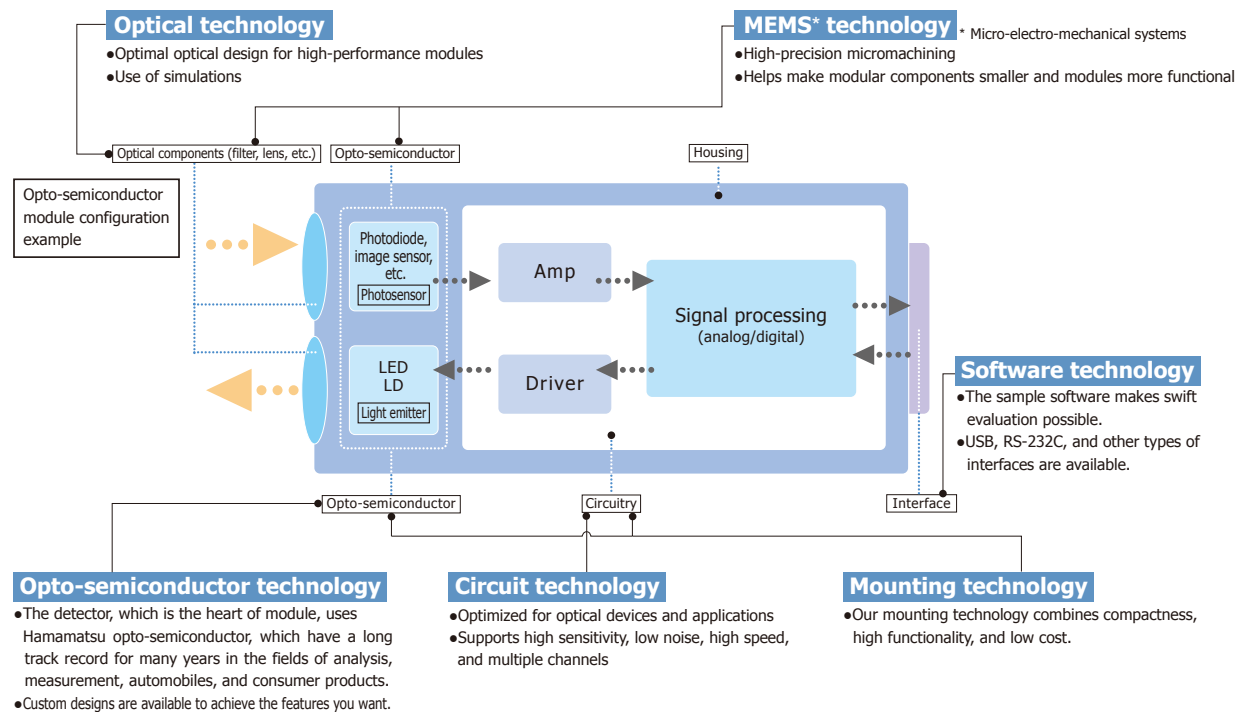 Optical technology
●Optimal optical design for high-performance modules
●Use of simulations
MEMS* technology
* Micro-electro-mechanical systems
●High-precision micromachining
●Helps make modular components smaller and modules more functional
Optical components (filter, lens, etc.)
Opto-semiconductor
Housing
Opto-semiconductor
module configuration
example
Photodiode,
image sensor,
etc.
Photosensor
Amp
Signal processing
(analog/digital)
LED
LD
Light emitter
Driver
Software technology
●The sample software makes swift
evaluation possible.
●USB, RS-232C, and other types of
interfaces are available.
Opto-semiconductor
Circuitry
Interface
Opto-semiconductor technology
●The detector, which is the heart of module, uses
Hamamatsu opto-semiconductor, which have a long
track record for many years in the fields of analysis,
measurement, automobiles, and consumer products.
●Custom designs are available to achieve the features you want.
Circuit technology
●Optimized for optical devices and applications
●Supports high sensitivity, low noise, high speed,
and multiple channels
Mounting technology
●Our mounting technology combines compactness,
high functionality, and low cost.